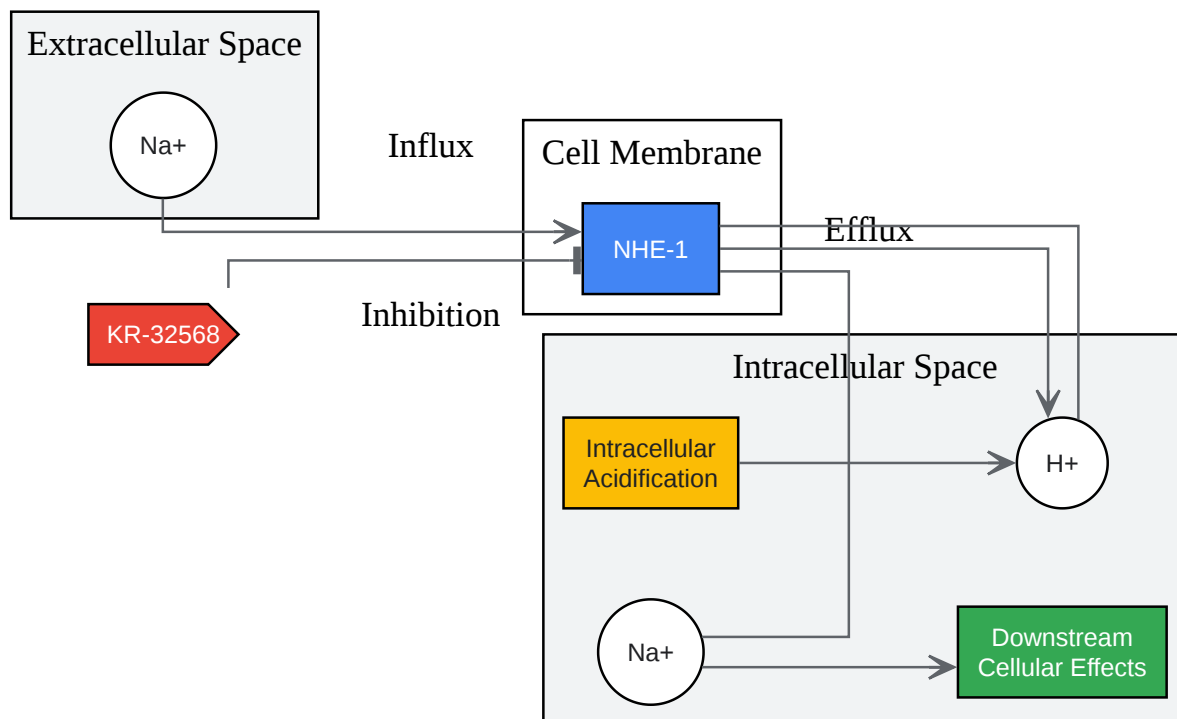 Extracellular Space
Na+
Influx
Cell Membrane
NHE-1
Efflux
KR-32568
Inhibition
Intracellular Space
Intracellular
Acidification
H+
Na+
Downstream
Cellular Effects